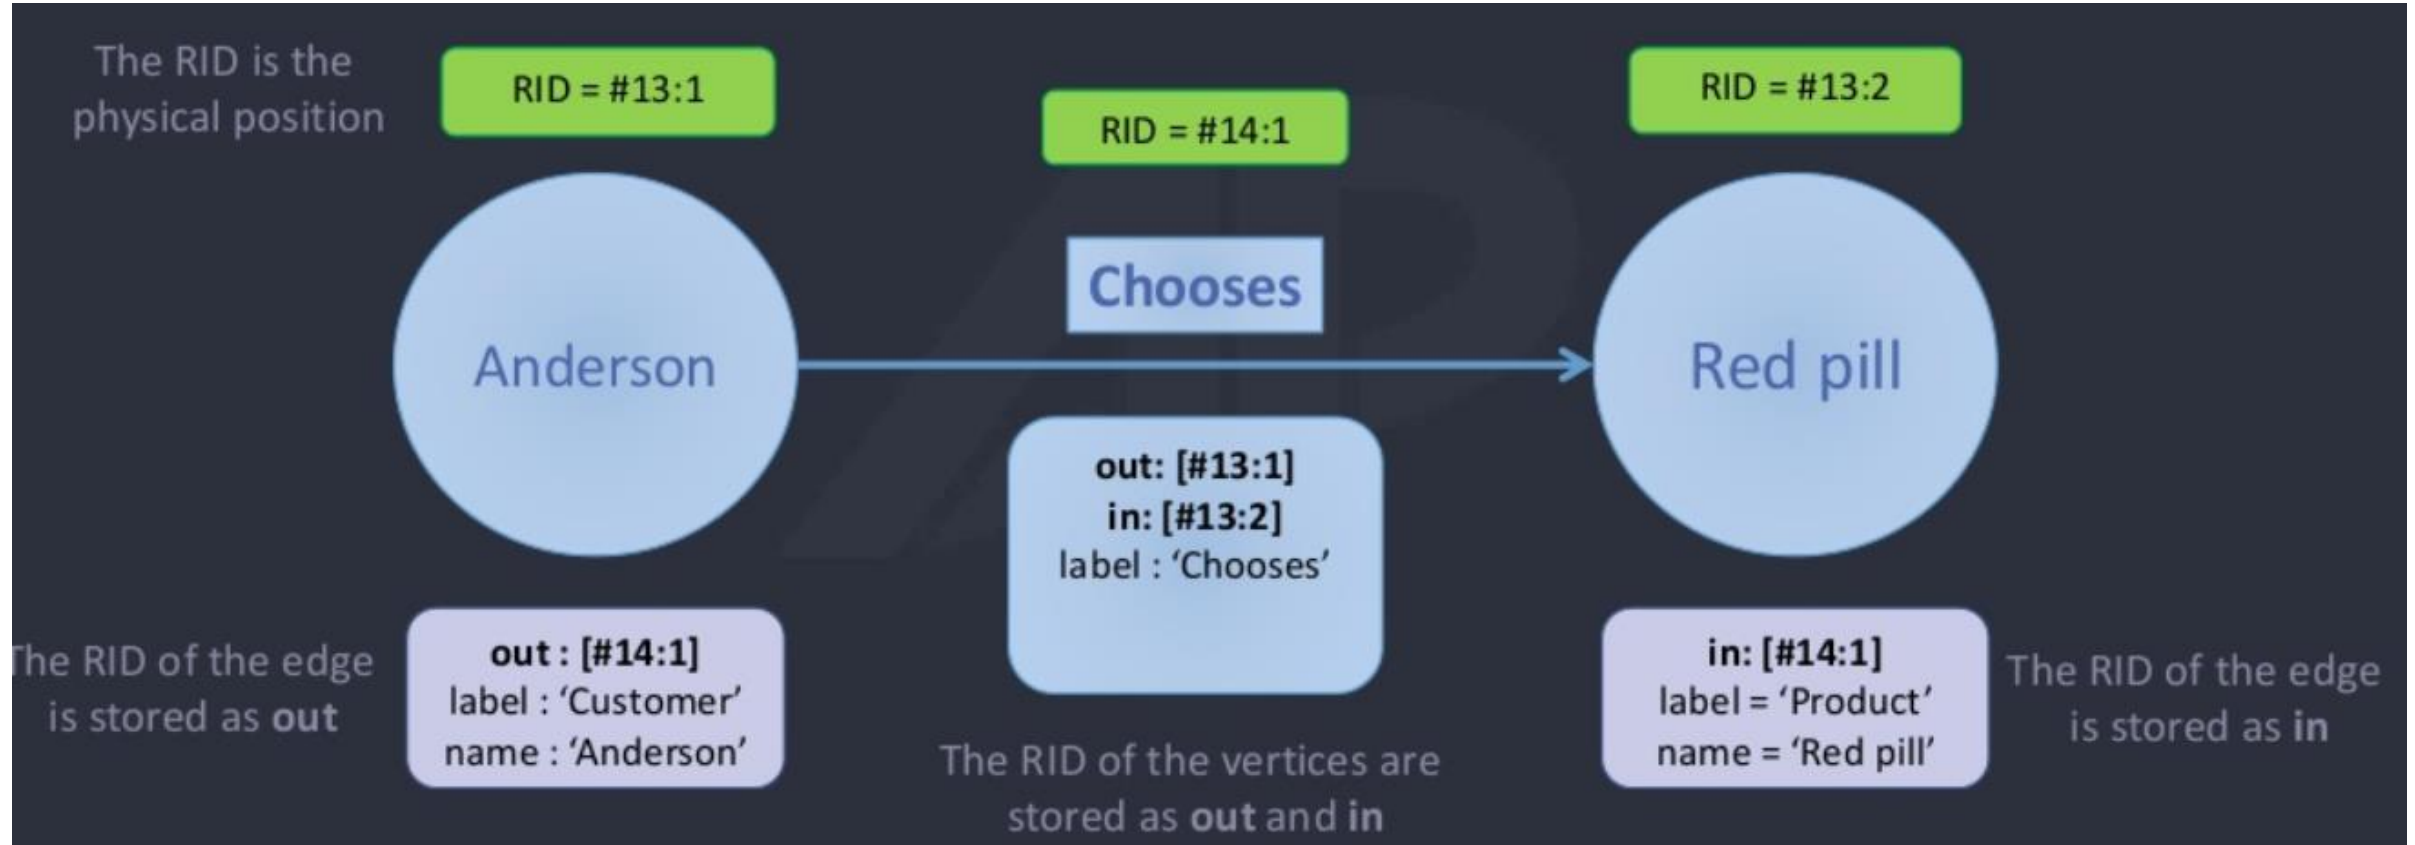 The RID is the
physical position
RID = #13:1
RID = #14:1
RID = #13:2
Anderson
Chooses
Red pill
out: [#13:1]
in: [#13:2]
label : ‘Chooses’
The RID of the edge
is stored as out
out : [#14:1]
label : ‘Customer’
name : ‘Anderson’
The RID of the vertices are
stored as out and in
in: [#14:1]
label = ‘Product’
name = ‘Red pill’
The RID of the edge
is stored as in